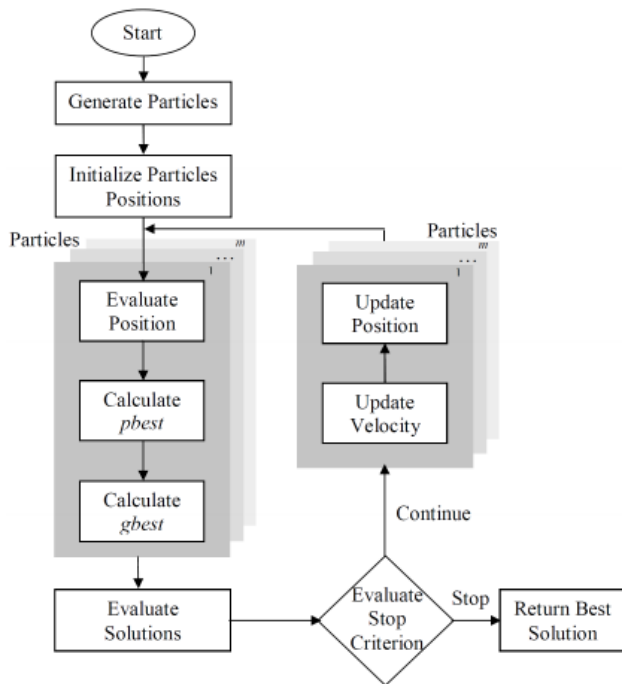 Start
Generate Particles
Initialize Particles
Positions
Particles
m
...
1
Evaluate
Position
Calculate
pbest
Calculate
gbest
Evaluate
Solutions
Evaluate
Stop
Criterion
Continue
Particles
m
...
1
Update
Position
Update
Velocity
Stop
Return Best
Solution